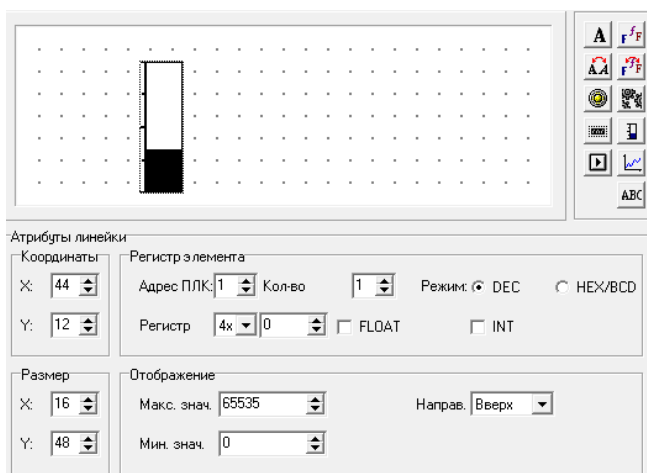 A F f F
A A F F
ABC
Атрибуты линейки
Координаты
Регистр элемента
X: 44
Адрес ПЛК: 1
Кол-во
1
Режим:
DEC
HEX/BCD
Y: 12
Регистр
4x
0
FLOAT
INT
Размер
Отображение
X: 16
Макс. знач. 65535
Направ. Вверх
Y: 48
Мин. знач. 0